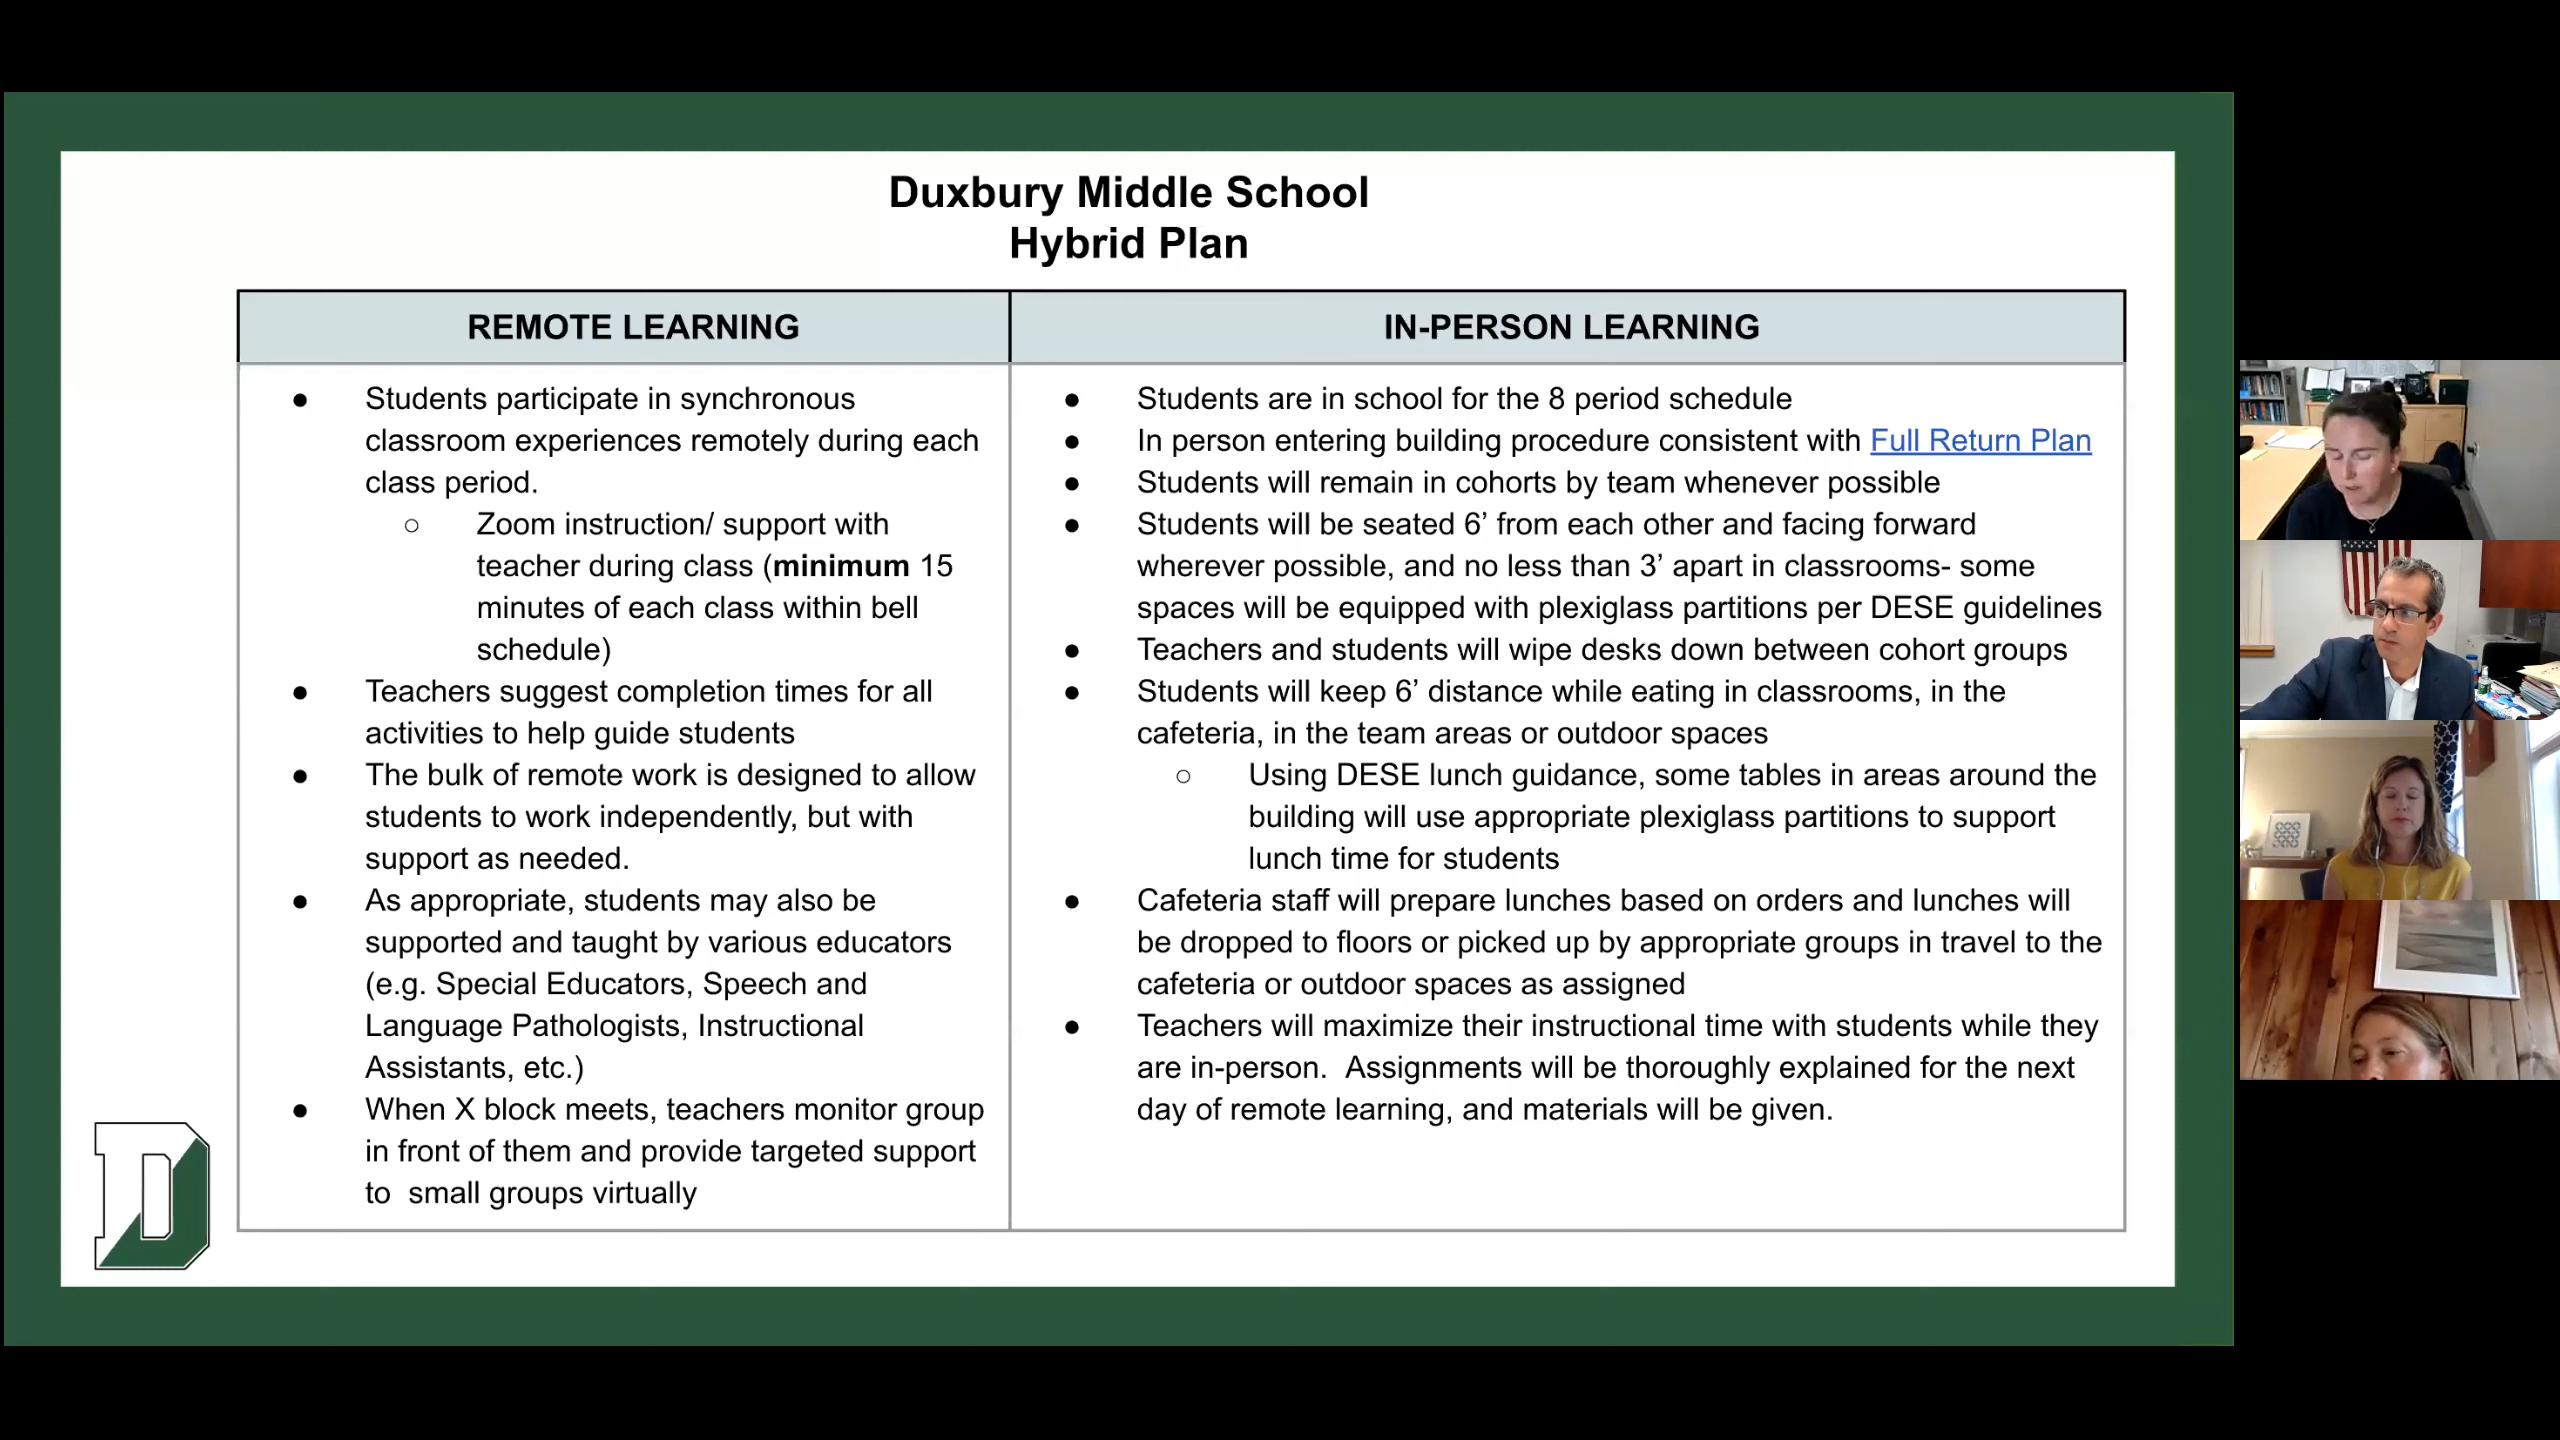 Duxbury Middle School
Hybrid Plan
REMOTE LEARNING
● Students participate in synchronous
classroom experiences remotely during each
class period.
○ Zoom instruction/ support with
teacher during class (minimum 15
minutes of each class within bell
schedule)
● Teachers suggest completion times for all
activities to help guide students
● The bulk of remote work is designed to allow
students to work independently, but with
support as needed.
● As appropriate, students may also be
supported and taught by various educators
(e.g. Special Educators, Speech and
Language Pathologists, Instructional
Assistants, etc.)
● When X block meets, teachers monitor group
in front of them and provide targeted support
to  small groups virtually
IN-PERSON LEARNING
● Students are in school for the 8 period schedule
● In person entering building procedure consistent with Full Return Plan
● Students will remain in cohorts by team whenever possible
● Students will be seated 6’ from each other and facing forward
wherever possible, and no less than 3’ apart in classrooms- some
spaces will be equipped with plexiglass partitions per DESE guidelines
● Teachers and students will wipe desks down between cohort groups
● Students will keep 6’ distance while eating in classrooms, in the
cafeteria, in the team areas or outdoor spaces
○ Using DESE lunch guidance, some tables in areas around the
building will use appropriate plexiglass partitions to support
lunch time for students
● Cafeteria staff will prepare lunches based on orders and lunches will
be dropped to floors or picked up by appropriate groups in travel to the
cafeteria or outdoor spaces as assigned
● Teachers will maximize their instructional time with students while they
are in-person.  Assignments will be thoroughly explained for the next
day of remote learning, and materials will be given.
D